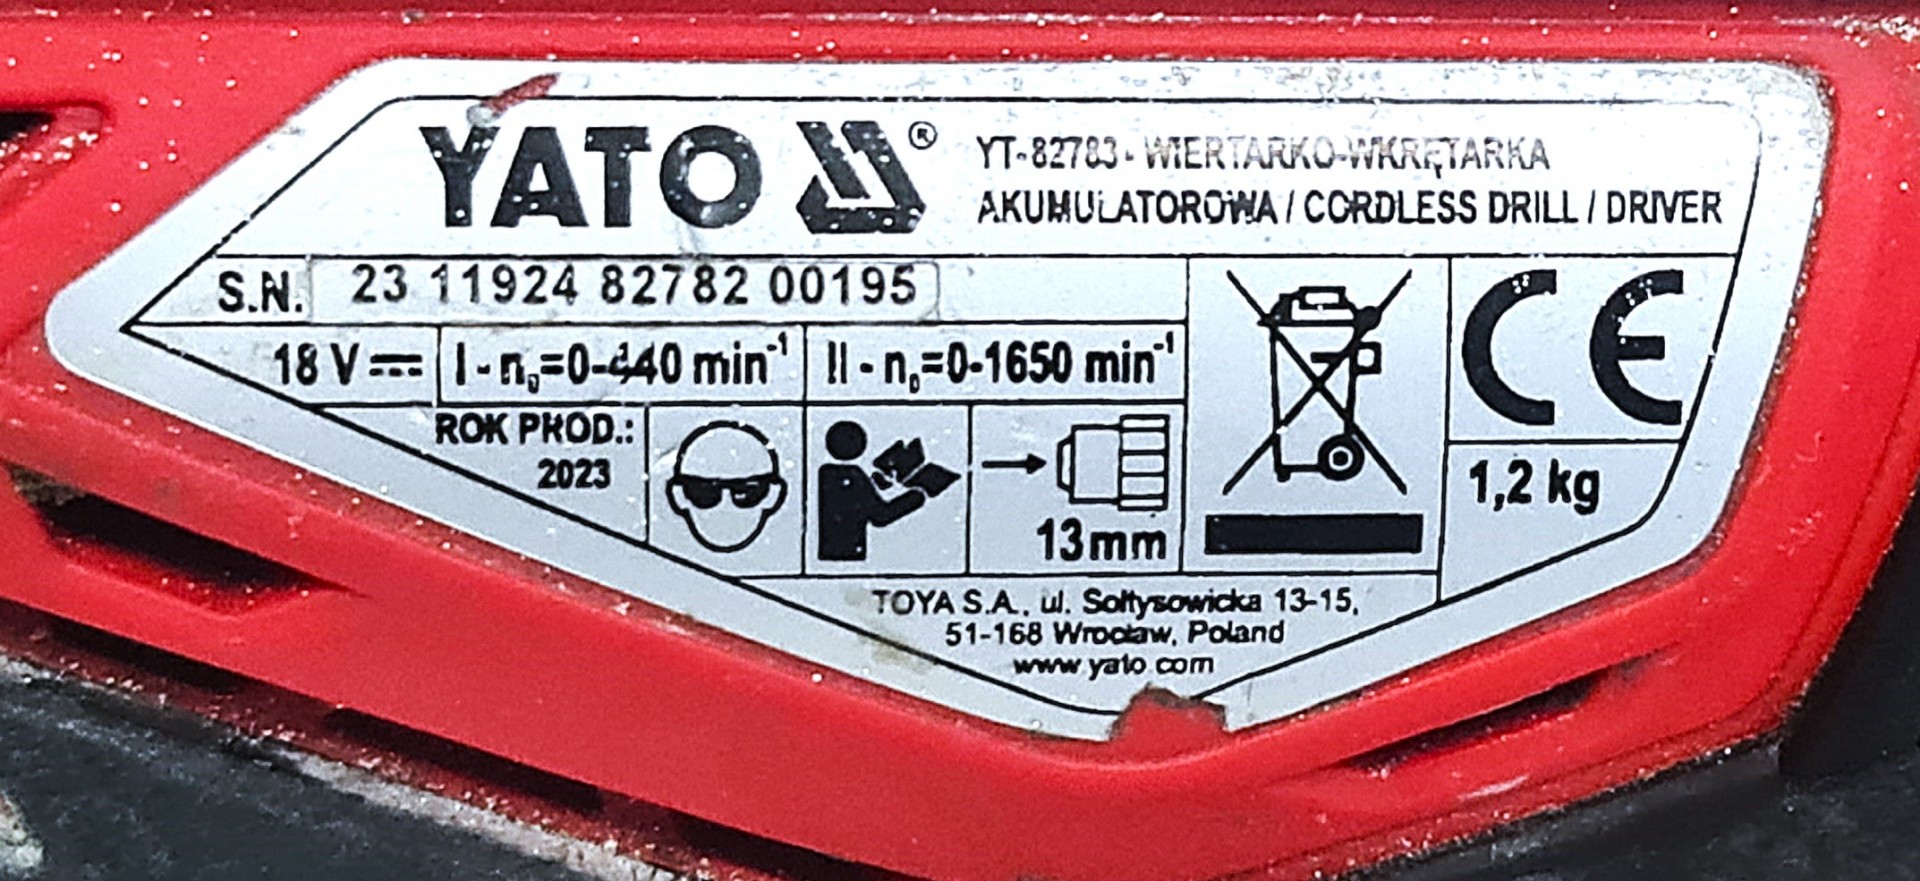 YATO ®
YT-82783 - WIERTARKO-WKRĘTARKA
AKUMULATOROWA / CORDLESS DRILL / DRIVER
S.N. 23 11924 82782 00195
18 V I - n₀=0-440 min⁻¹ II - n₀=0-1650 min⁻¹
CE
ROK PROD.:
2023
13mm
1,2 kg
TOYA S.A., ul. Sołtysowicka 13-15,
51-168 Wrocław, Poland
www.yato.com